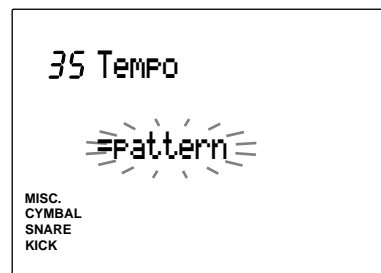 35 Tempo
=pattern
MISC.
CYMBAL
SNARE
KICK